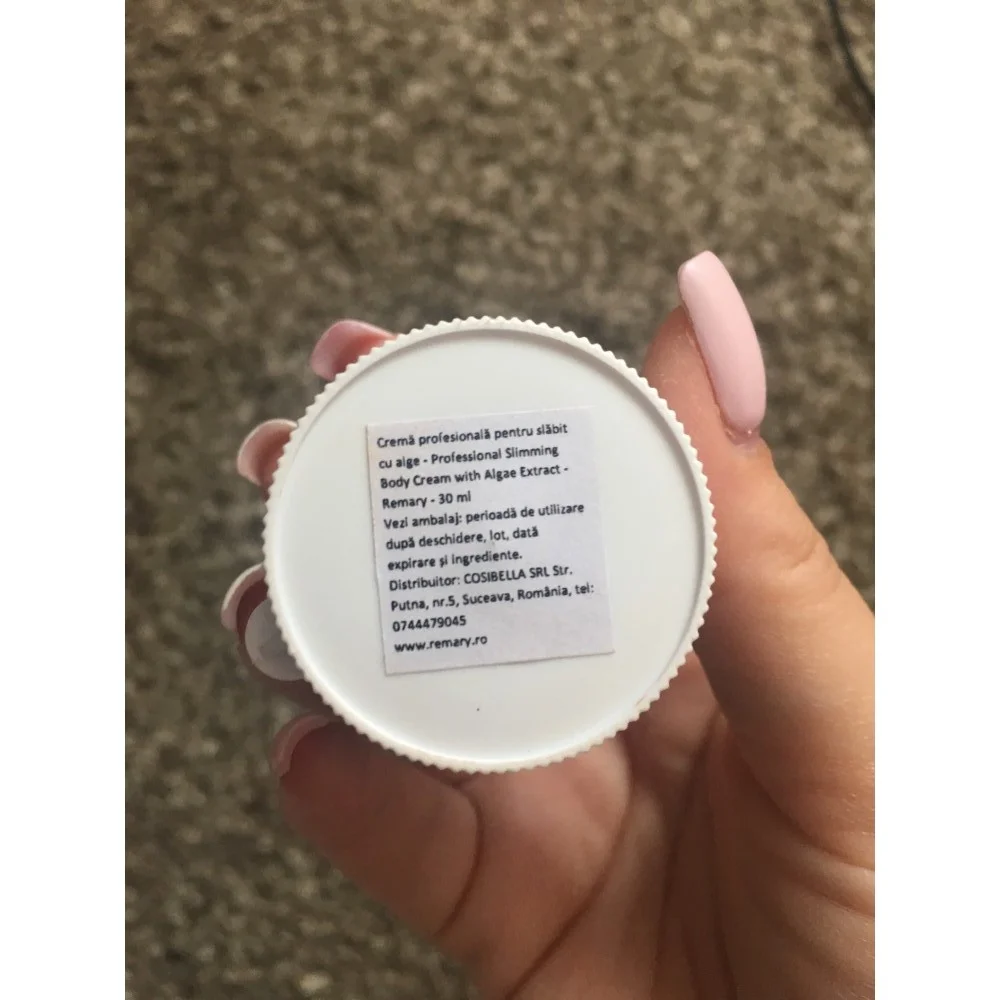 Cremă profesională pentru slăbit
cu alge - Professional Slimming
Body Cream with Algae Extract -
Remary - 30 ml
Vezi ambalaj: perioadă de utilizare
după deschidere, lot, dată
expirare și ingrediente.
Distribuitor: COSIBELLA SRL Str.
Putna, nr.5, Suceava, România, tel:
0744479045
www.remary.ro